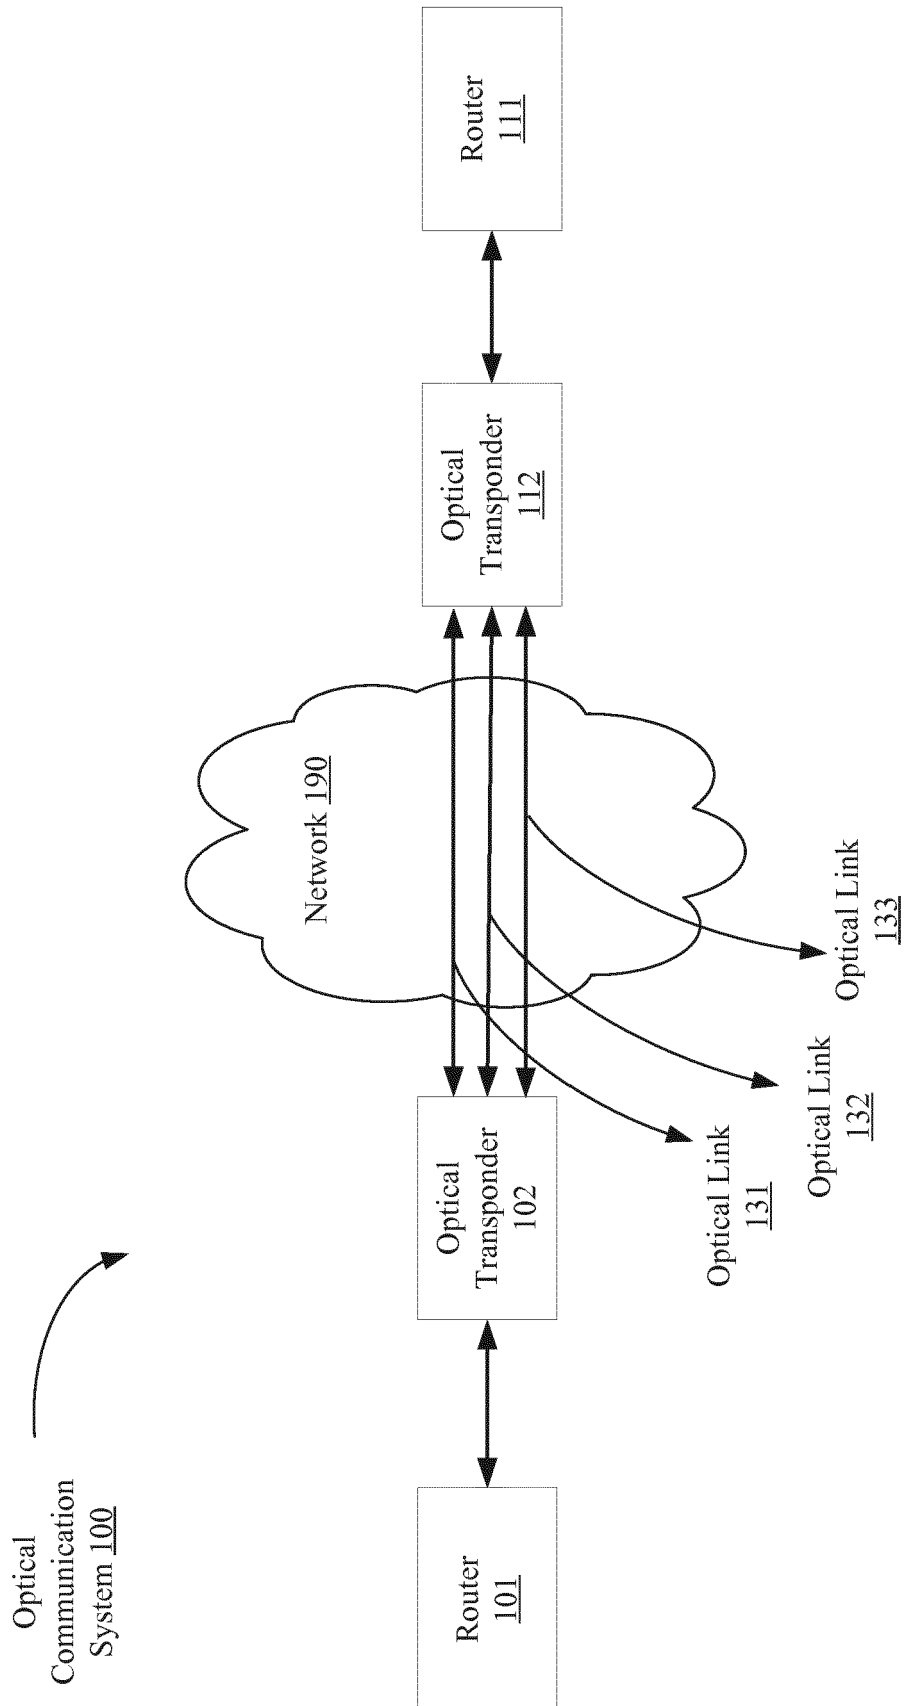 Optical
Communication
System 100
Router
101
Optical
Transponder
102
Network 190
Optical
Transponder
112
Router
111
Optical Link
131
Optical Link
132
Optical Link
133